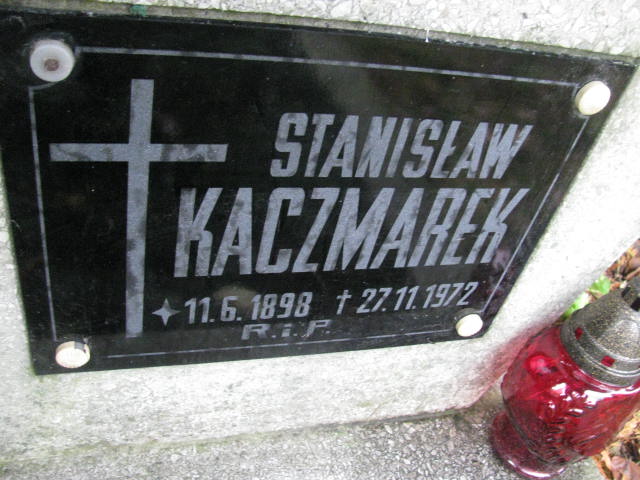 STANISŁAW
KACZMAREK
11.6.1898 † 27.11.1972
R.i.P.